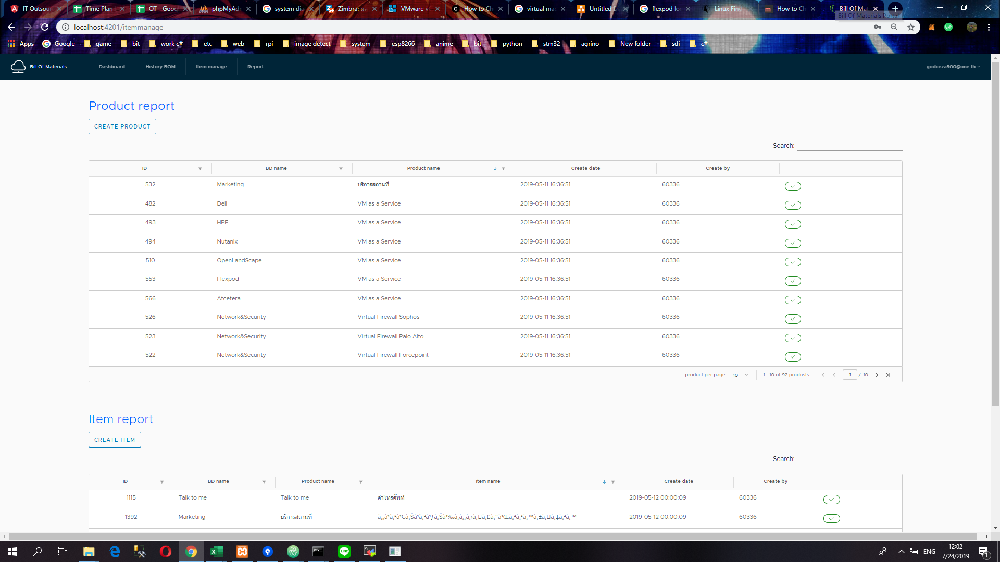 IT Outsour
Time Plan
OT - Goog
phpMyAdm
system dia
Zimbra:
VMware v
How to Ch
virtual mac
Untitled D
flexpod lo
Linux Find
How to Ch
Bill Of Mat
Bill Of Materials Portal
localhost:4201/itemmanage
Apps Google game bit work c# etc web rpi image detect system esp8266 anime bit python stm32 agrino New folder sdi c#
Bill Of Materials Dashboard History BOM Item manage Report godceza500@one.th
Product report
CREATE PRODUCT
Search:
ID BD name Product name Create date Create by
532 Marketing บริการสถานที่ 2019-05-11 16:36:51 60336
482 Dell VM as a Service 2019-05-11 16:36:51 60336
493 HPE VM as a Service 2019-05-11 16:36:51 60336
494 Nutanix VM as a Service 2019-05-11 16:36:51 60336
510 OpenLandScape VM as a Service 2019-05-11 16:36:51 60336
553 Flexpod VM as a Service 2019-05-11 16:36:51 60336
566 Atcetera VM as a Service 2019-05-11 16:36:51 60336
526 Network&Security Virtual Firewall Sophos 2019-05-11 16:36:51 60336
523 Network&Security Virtual Firewall Palo Alto 2019-05-11 16:36:51 60336
522 Network&Security Virtual Firewall Forcepoint 2019-05-11 16:36:51 60336
product per page 10 1 - 10 of 92 produsts 1 / 10
Item report
CREATE ITEM
Search:
ID BD name Product name Item name Create date Create by
1115 Talk to me Talk to me ค่าโทรศัพท์ 2019-05-12 00:00:09 60336
1392 Marketing บริการสถานที่ 2019-05-12 00:00:09 60336
ENG
12:02
7/24/2019
1